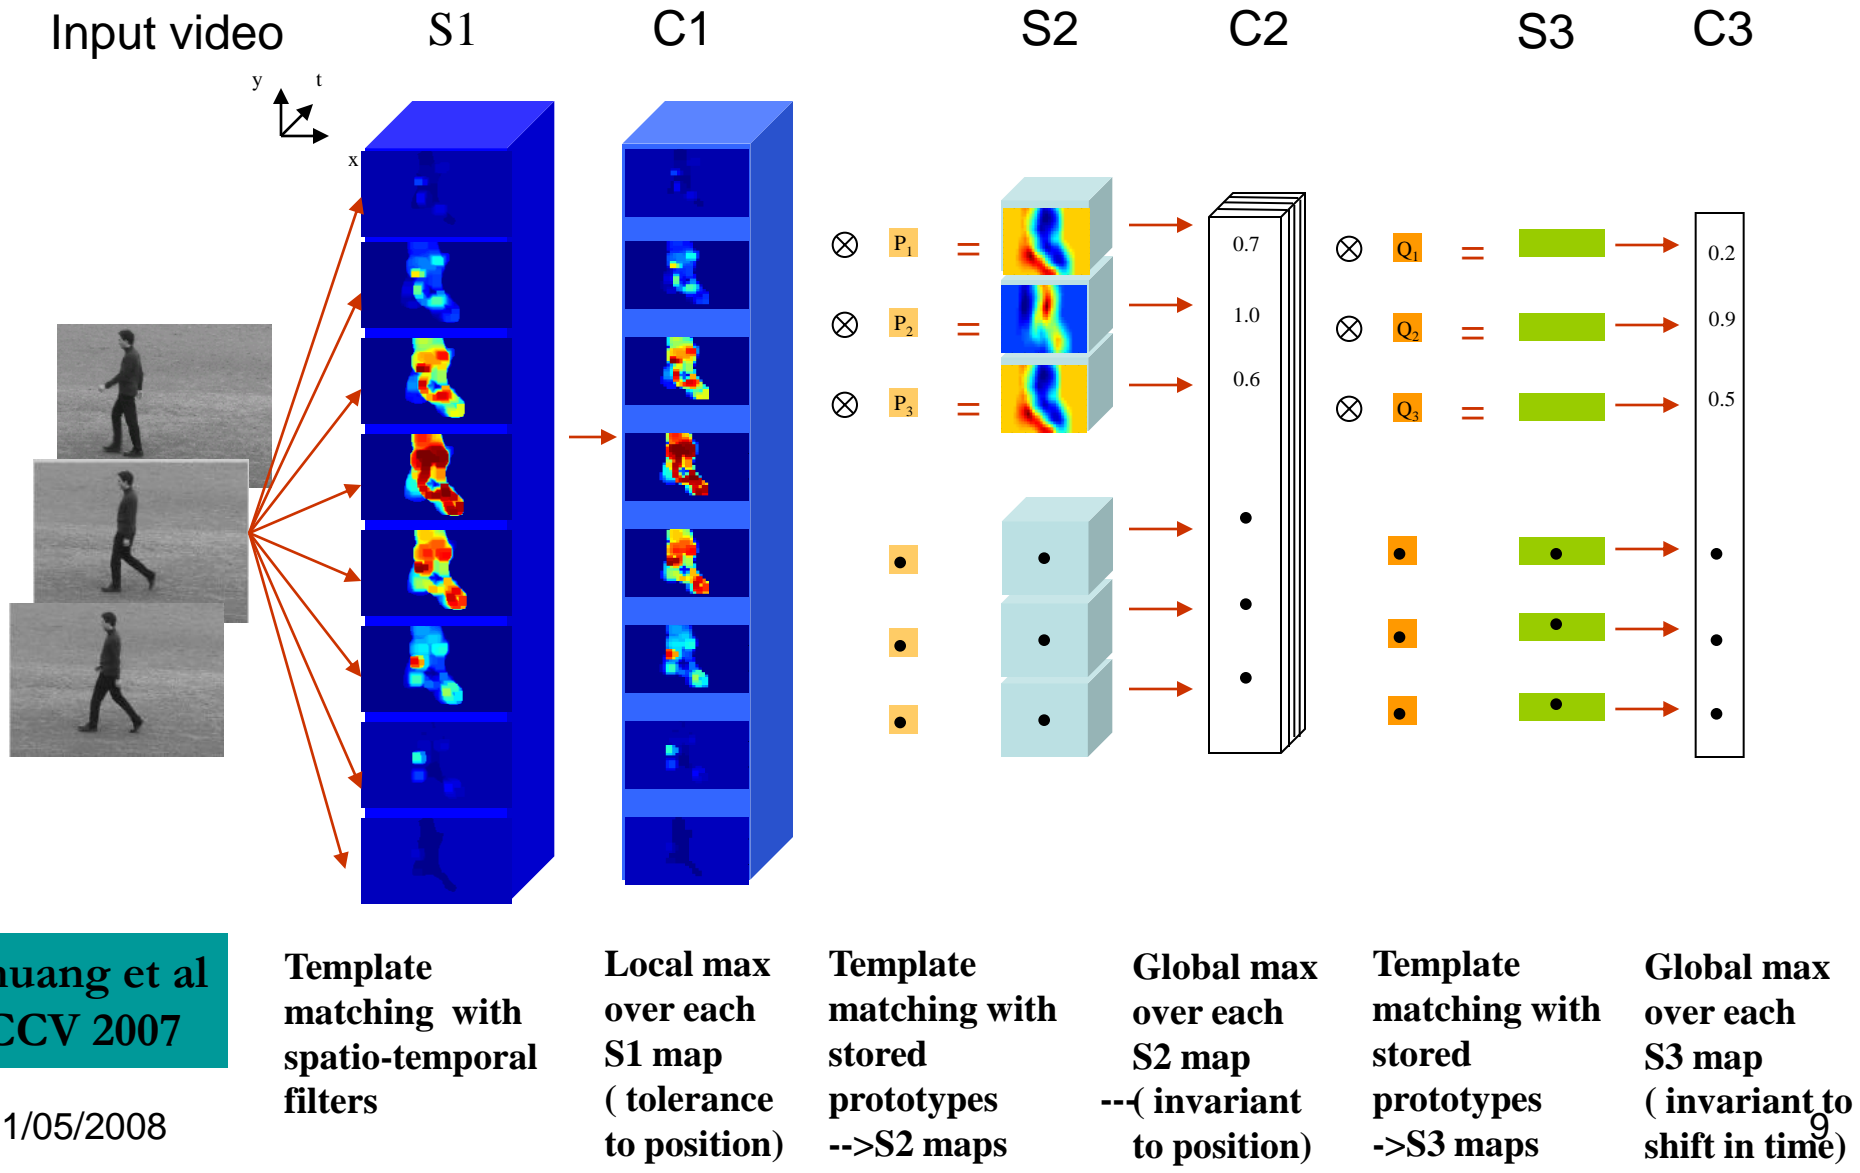 Input video S1 C1 S2 C2 S3 C3
y t
x
P1 = 0.7 Q1 = 0.2
P2 = 1.0 Q2 = 0.9
P3 = 0.6 Q3 = 0.5
huang et al
CCV 2007
1/05/2008
Template
matching with
spatio-temporal
filters
Local max
over each
S1 map
( tolerance
to position)
Template
matching with
stored
prototypes
-->S2 maps
Global max
over each
S2 map
---( invariant
to position)
Template
matching with
stored
prototypes
->S3 maps
Global max
over each
S3 map
( invariant to
shift in time)
9